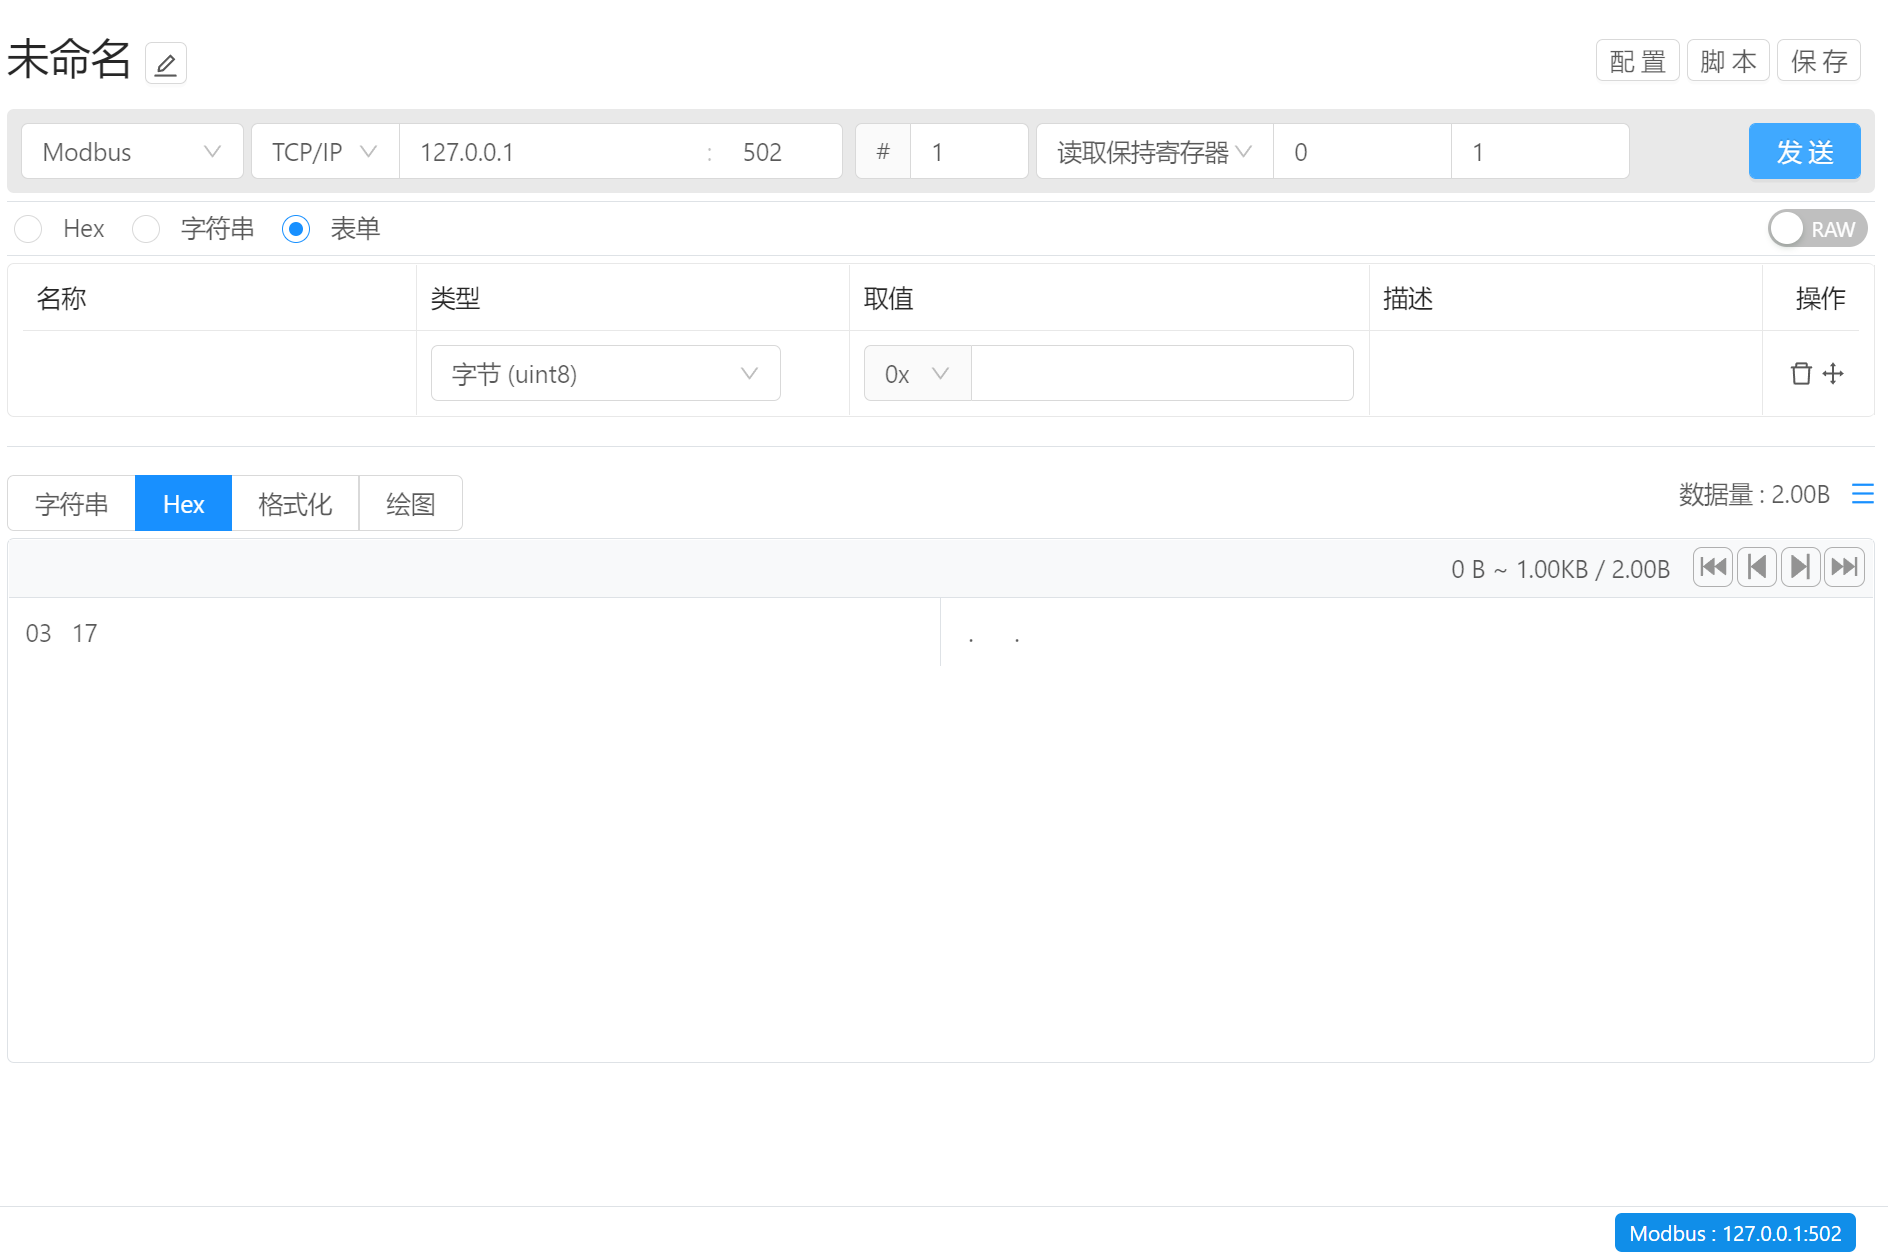 未命名
配 置 脚 本 保 存
Modbus TCP/IP 127.0.0.1 : 502 # 1 读取保持寄存器 0 1 发 送
Hex 字符串 表单 RAW
名称 类型 取值 描述 操作
字节 (uint8) 0x
字符串 Hex 格式化 绘图 数据量 : 2.00B
0 B ~ 1.00KB / 2.00B
03 17 . .
Modbus : 127.0.0.1:502